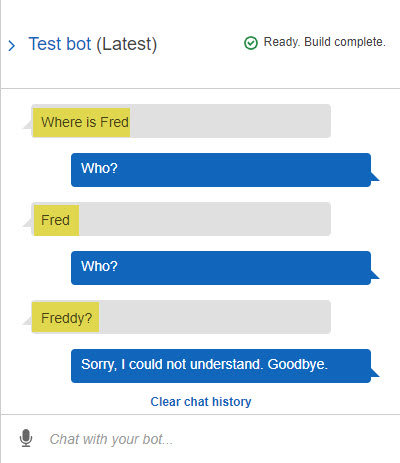 Test bot (Latest)
Ready. Build complete.
Where is Fred
Who?
Fred
Who?
Freddy?
Sorry, I could not understand. Goodbye.
Clear chat history
Chat with your bot...